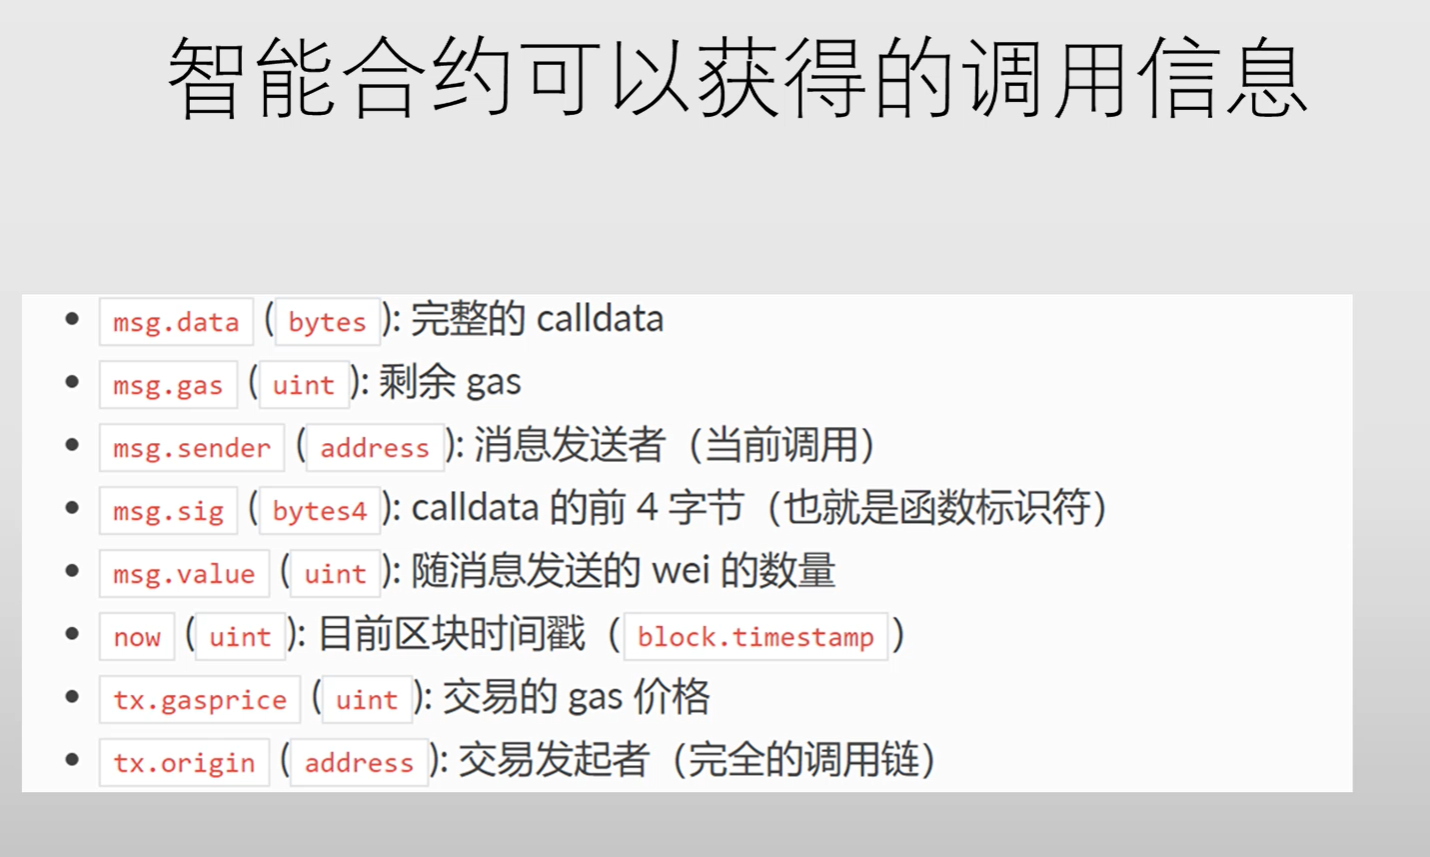 智能合约可以获得的调用信息
• msg.data (bytes): 完整的 calldata
• msg.gas (uint): 剩余 gas
• msg.sender (address): 消息发送者（当前调用）
• msg.sig (bytes4): calldata 的前 4 字节（也就是函数标识符）
• msg.value (uint): 随消息发送的 wei 的数量
• now (uint): 目前区块时间戳（block.timestamp）
• tx.gasprice (uint): 交易的 gas 价格
• tx.origin (address): 交易发起者（完全的调用链）